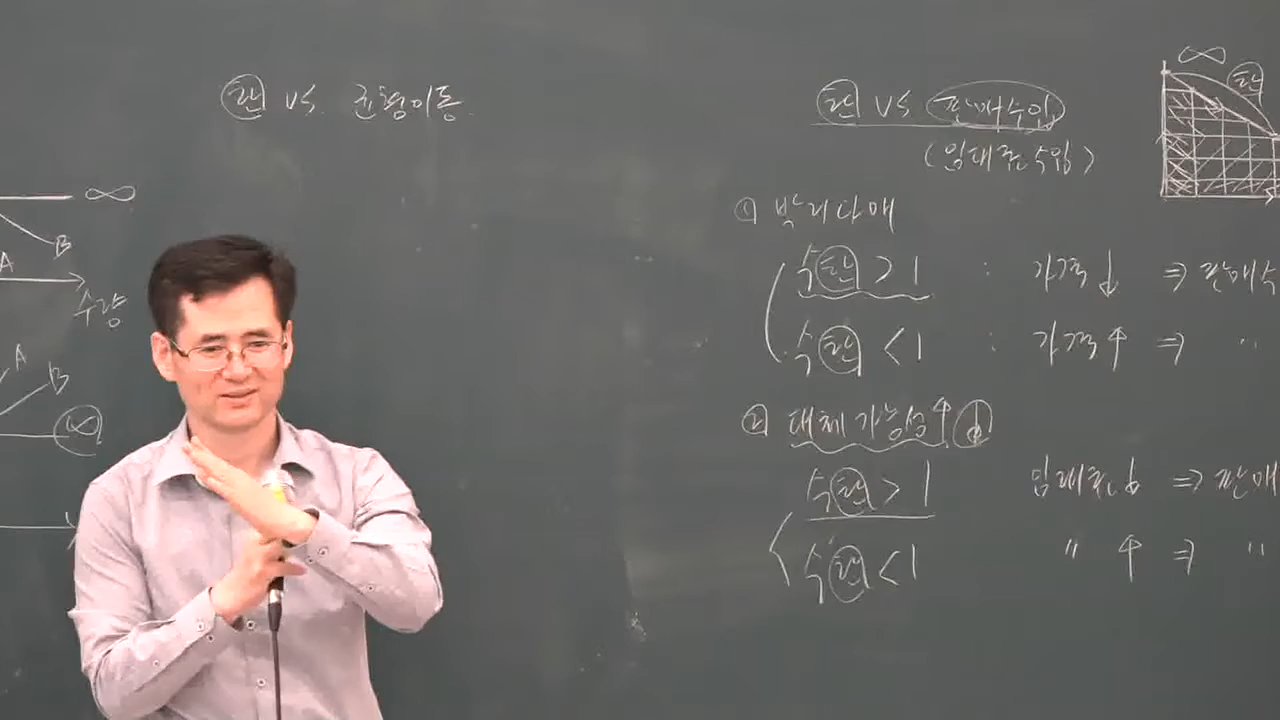 ∞
B
A
수량
A
B
∞
탄 vs. 균형이동
탄 vs 판매수입
(임대료 수입)
∞
탄
① 박리다매
수탄 > 1 : 가격↓ ⇒ 판매수
수탄 < 1 : 가격↑ ⇒ 〃
② 대체가능성↑↓
수탄 > 1 임대료↓ ⇒ 판매
수탄 < 1 〃 ↑ ⇒ 〃